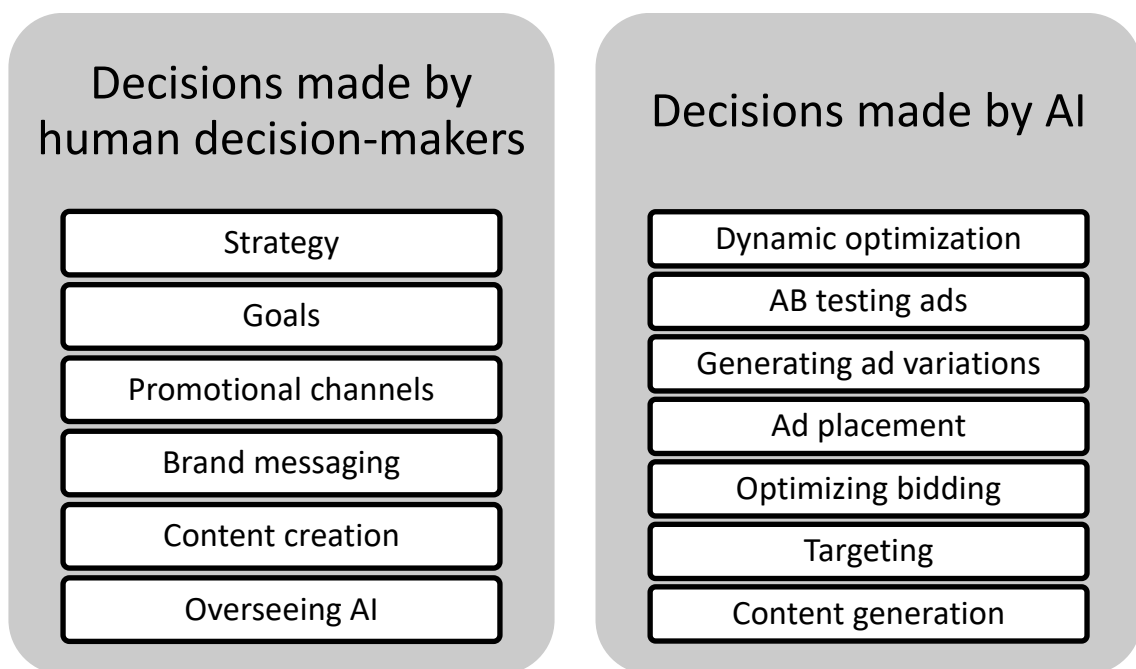 Decisions made by
human decision-makers
Strategy
Goals
Promotional channels
Brand messaging
Content creation
Overseeing AI
Decisions made by AI
Dynamic optimization
AB testing ads
Generating ad variations
Ad placement
Optimizing bidding
Targeting
Content generation